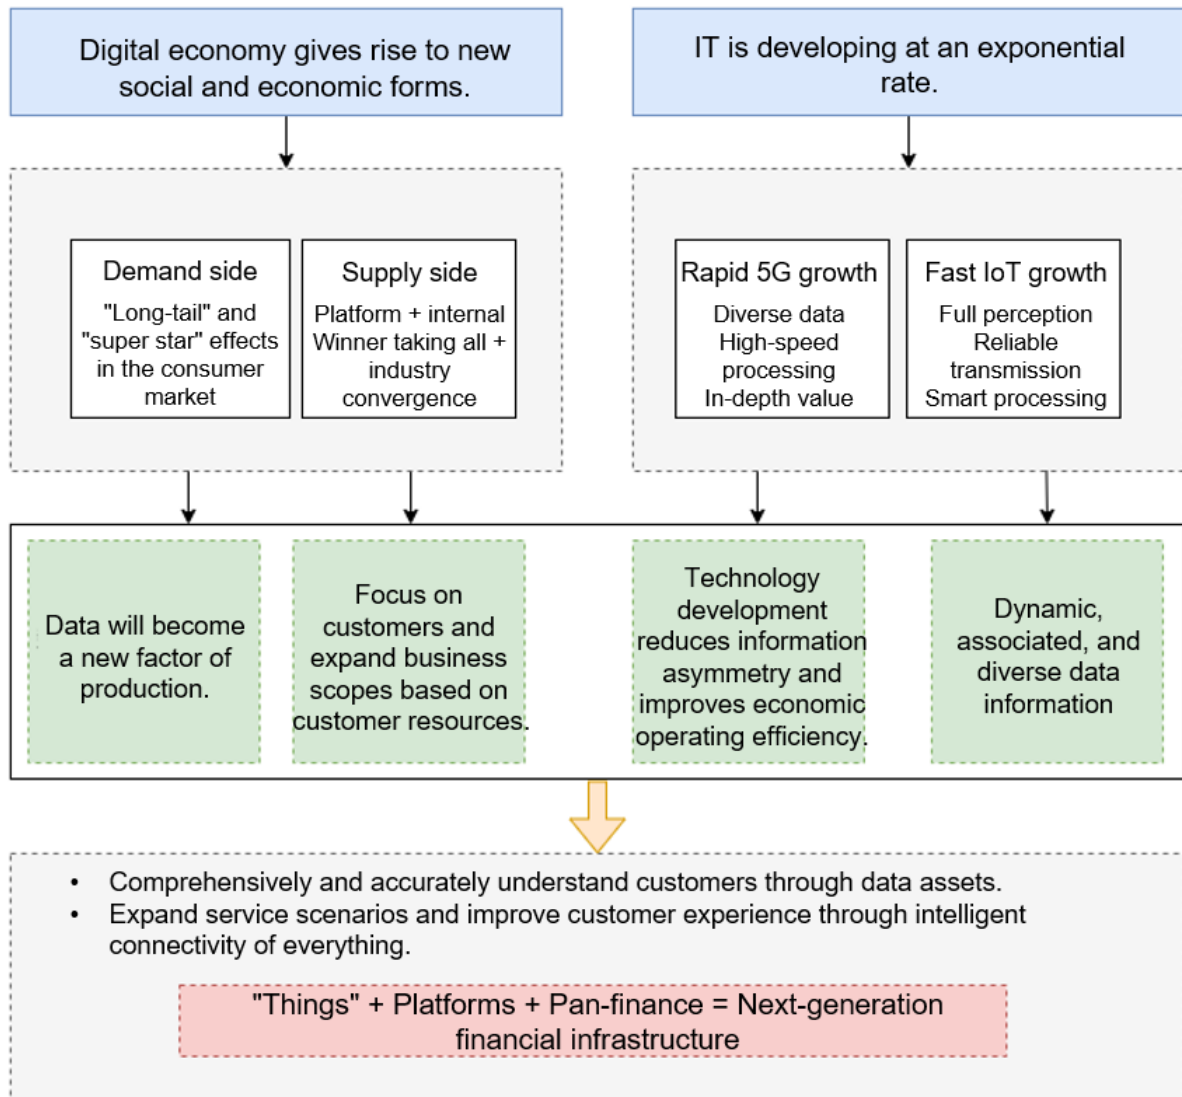 Digital economy gives rise to new
social and economic forms.
IT is developing at an exponential
rate.
Demand side
"Long-tail" and
"super star" effects
in the consumer
market
Supply side
Platform + internal
Winner taking all +
industry
convergence
Rapid 5G growth
Diverse data
High-speed
processing
In-depth value
Fast IoT growth
Full perception
Reliable
transmission
Smart processing
Data will become
a new factor of
production.
Focus on
customers and
expand business
scopes based on
customer resources.
Technology
development
reduces information
asymmetry and
improves economic
operating efficiency.
Dynamic,
associated, and
diverse data
information
• Comprehensively and accurately understand customers through data assets.
• Expand service scenarios and improve customer experience through intelligent
connectivity of everything.
"Things" + Platforms + Pan-finance = Next-generation
financial infrastructure